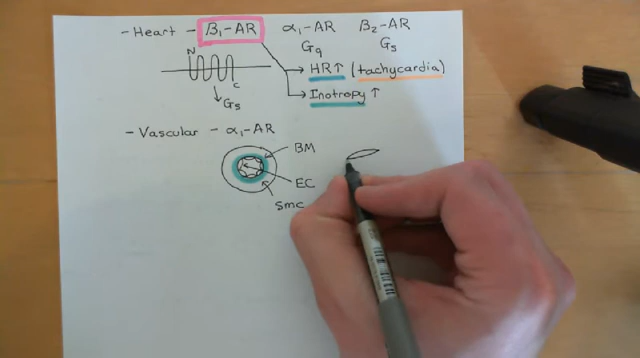 - Heart - β₁-AR α₁-AR β₂-AR
Gq Gs
N
→ HR↑ (tachycardia)
C
↓ Gs
→ Inotropy ↑
- Vascular - α₁-AR
BM
EC
smc